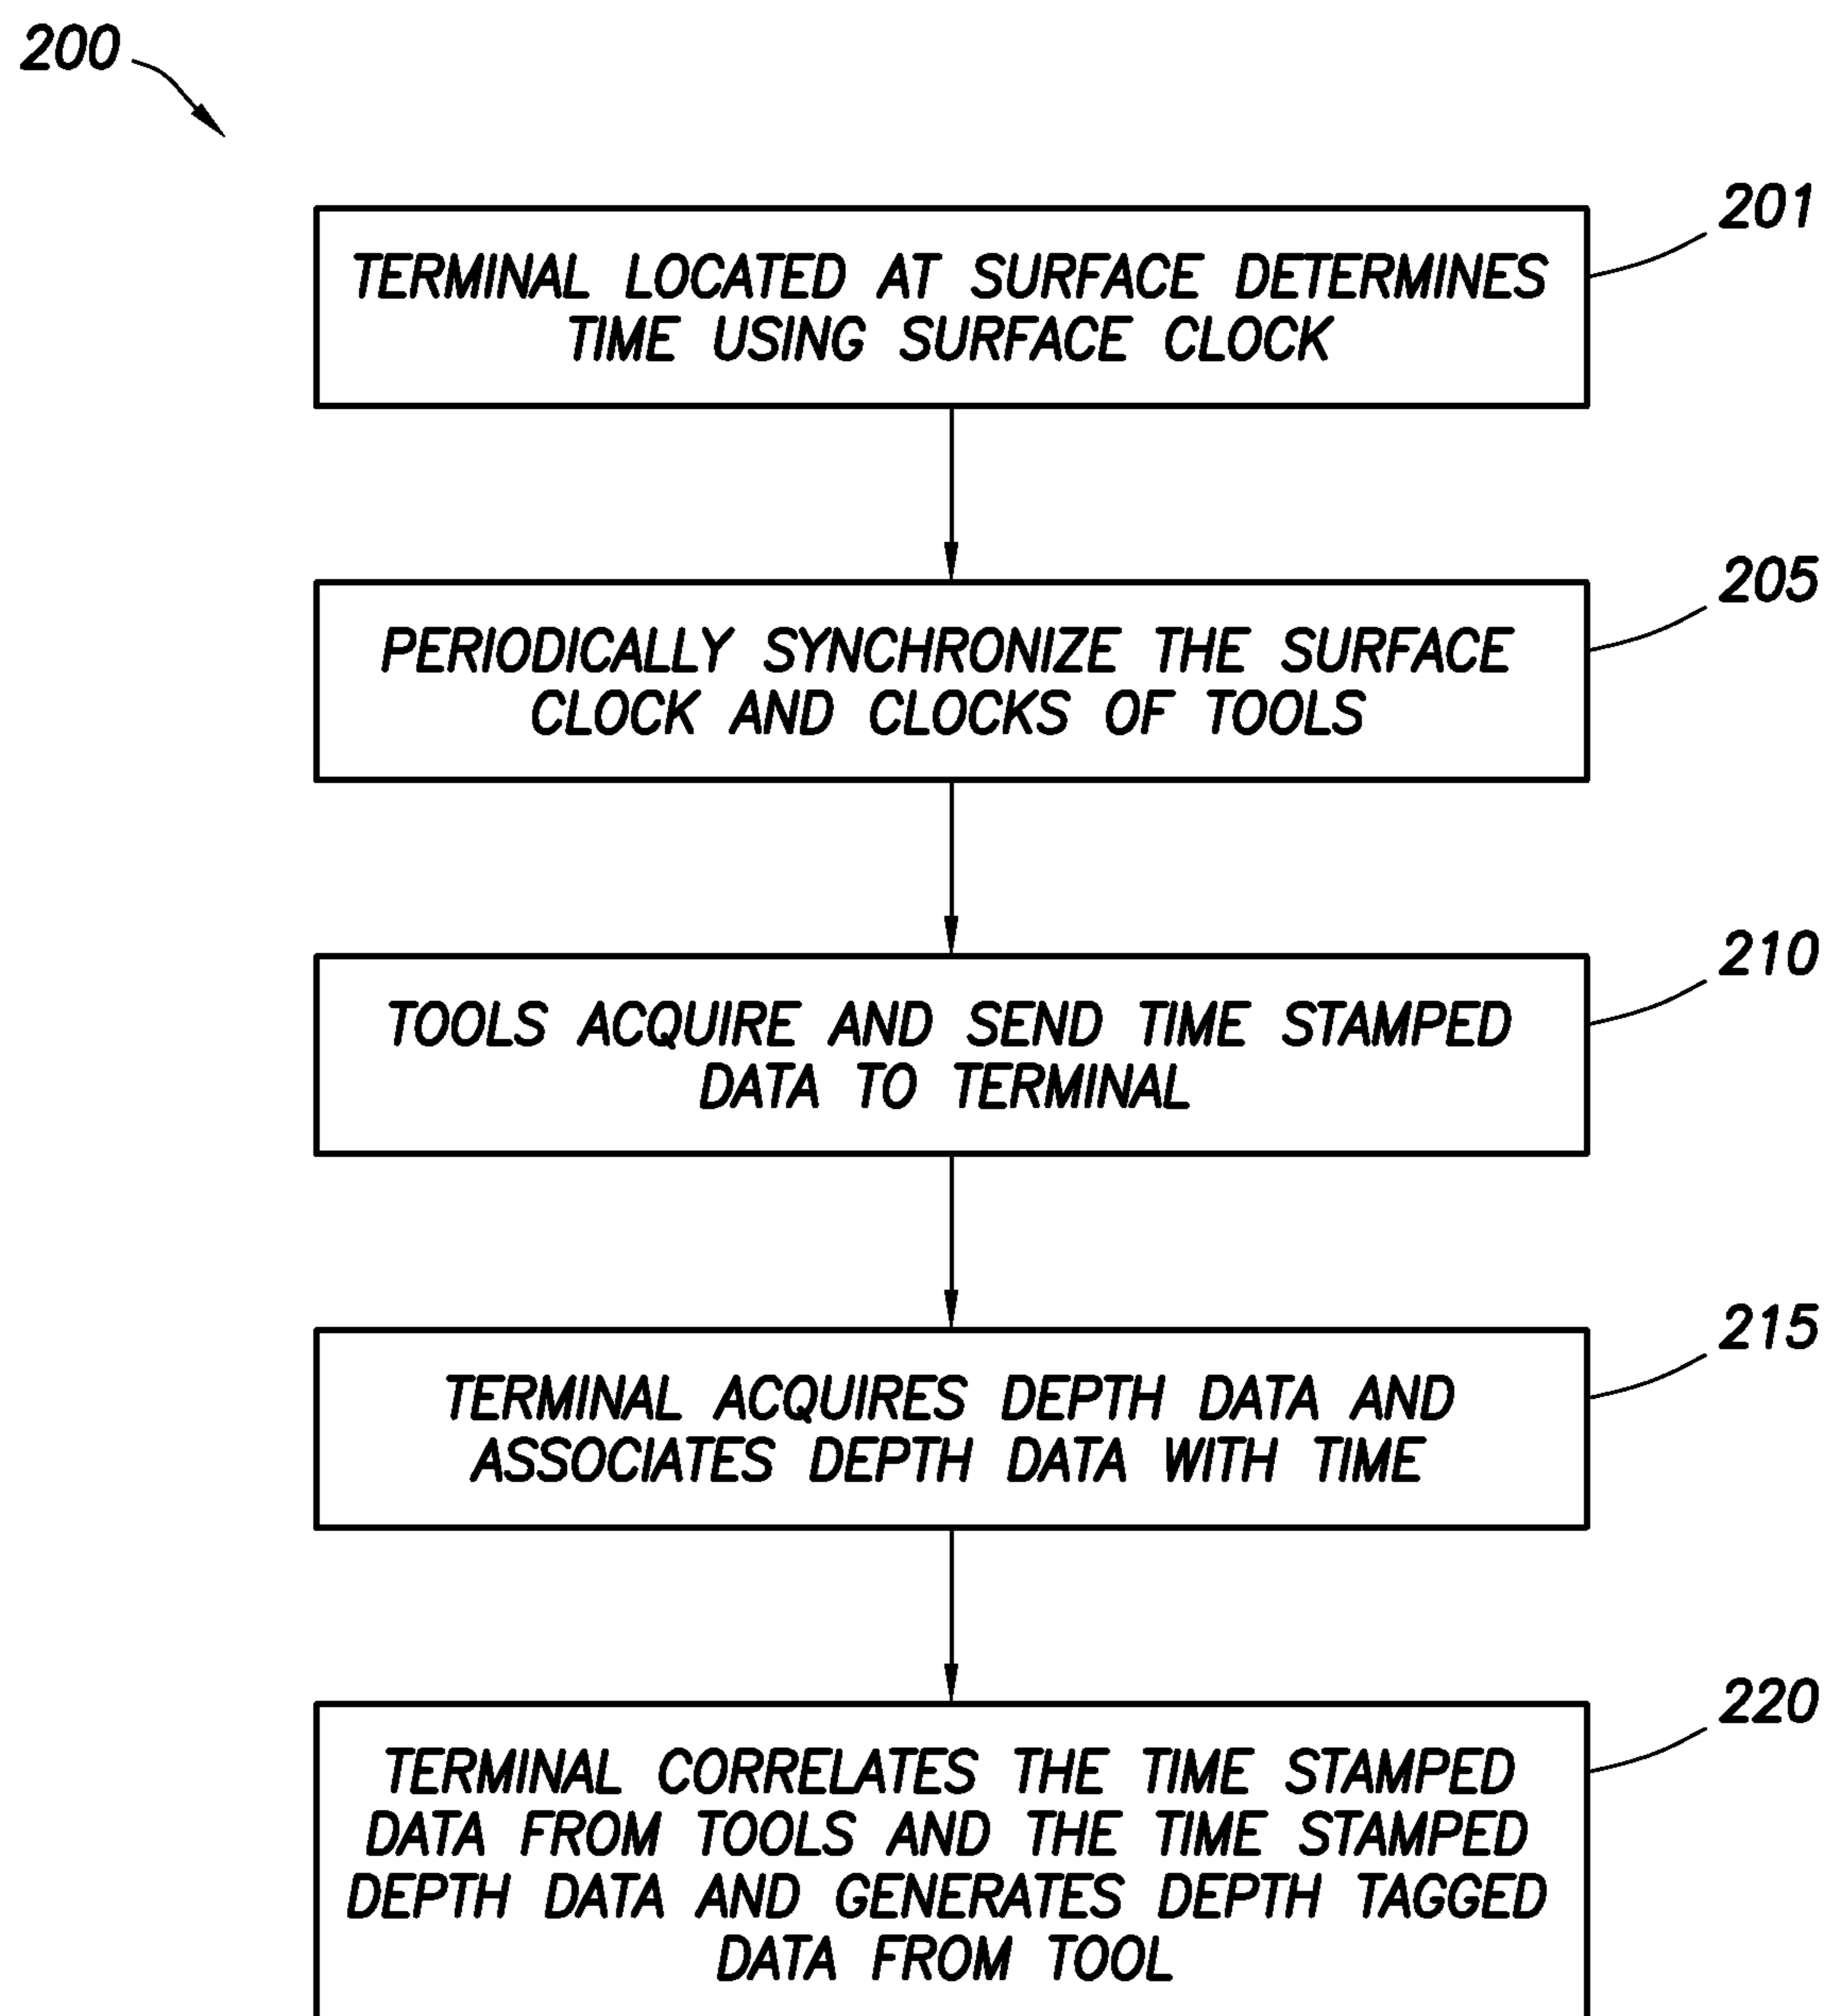 200
201
TERMINAL LOCATED AT SURFACE DETERMINES
TIME USING SURFACE CLOCK
205
PERIODICALLY SYNCHRONIZE THE SURFACE
CLOCK AND CLOCKS OF TOOLS
210
TOOLS ACQUIRE AND SEND TIME STAMPED
DATA TO TERMINAL
215
TERMINAL ACQUIRES DEPTH DATA AND
ASSOCIATES DEPTH DATA WITH TIME
220
TERMINAL CORRELATES THE TIME STAMPED
DATA FROM TOOLS AND THE TIME STAMPED
DEPTH DATA AND GENERATES DEPTH TAGGED
DATA FROM TOOL